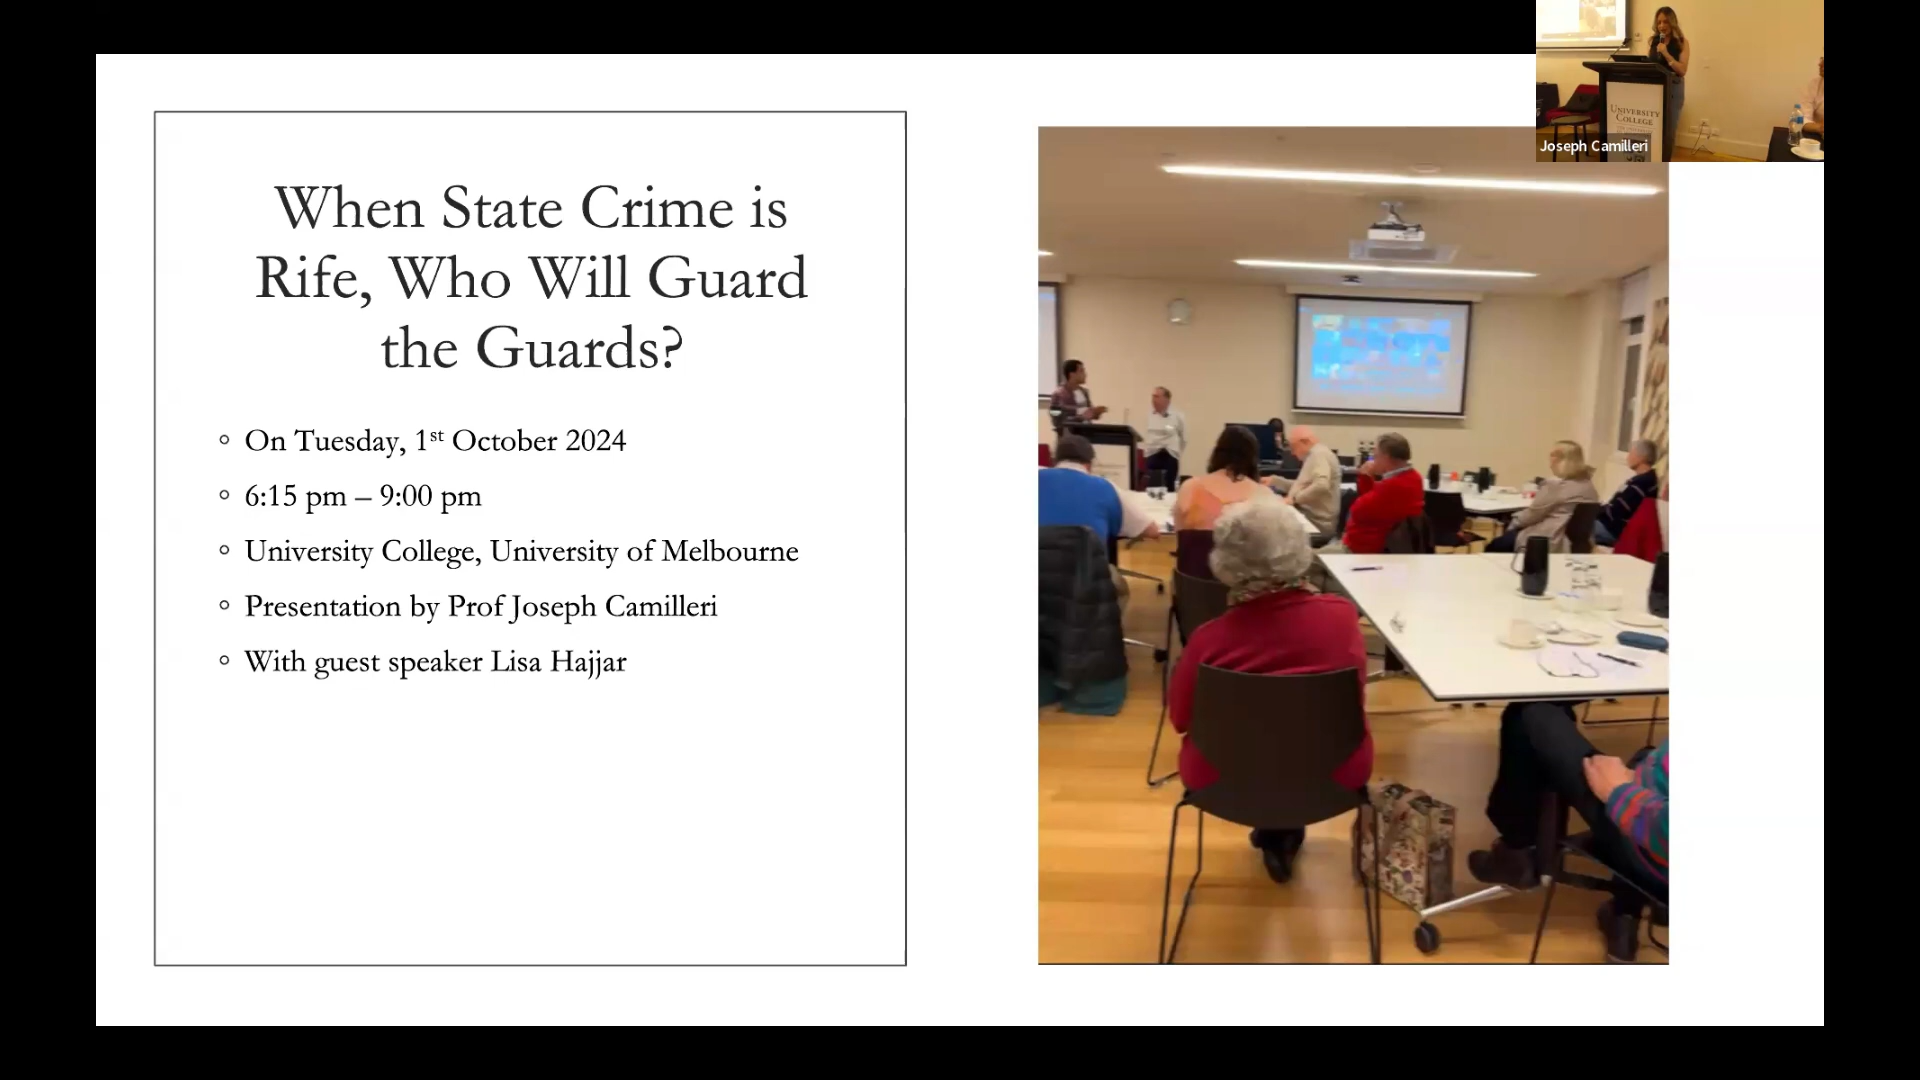 When State Crime is
Rife, Who Will Guard
the Guards?
On Tuesday, 1st October 2024
6:15 pm – 9:00 pm
University College, University of Melbourne
Presentation by Prof Joseph Camilleri
With guest speaker Lisa Hajjar
UNIVERSITY
COLLEGE
Joseph Camilleri